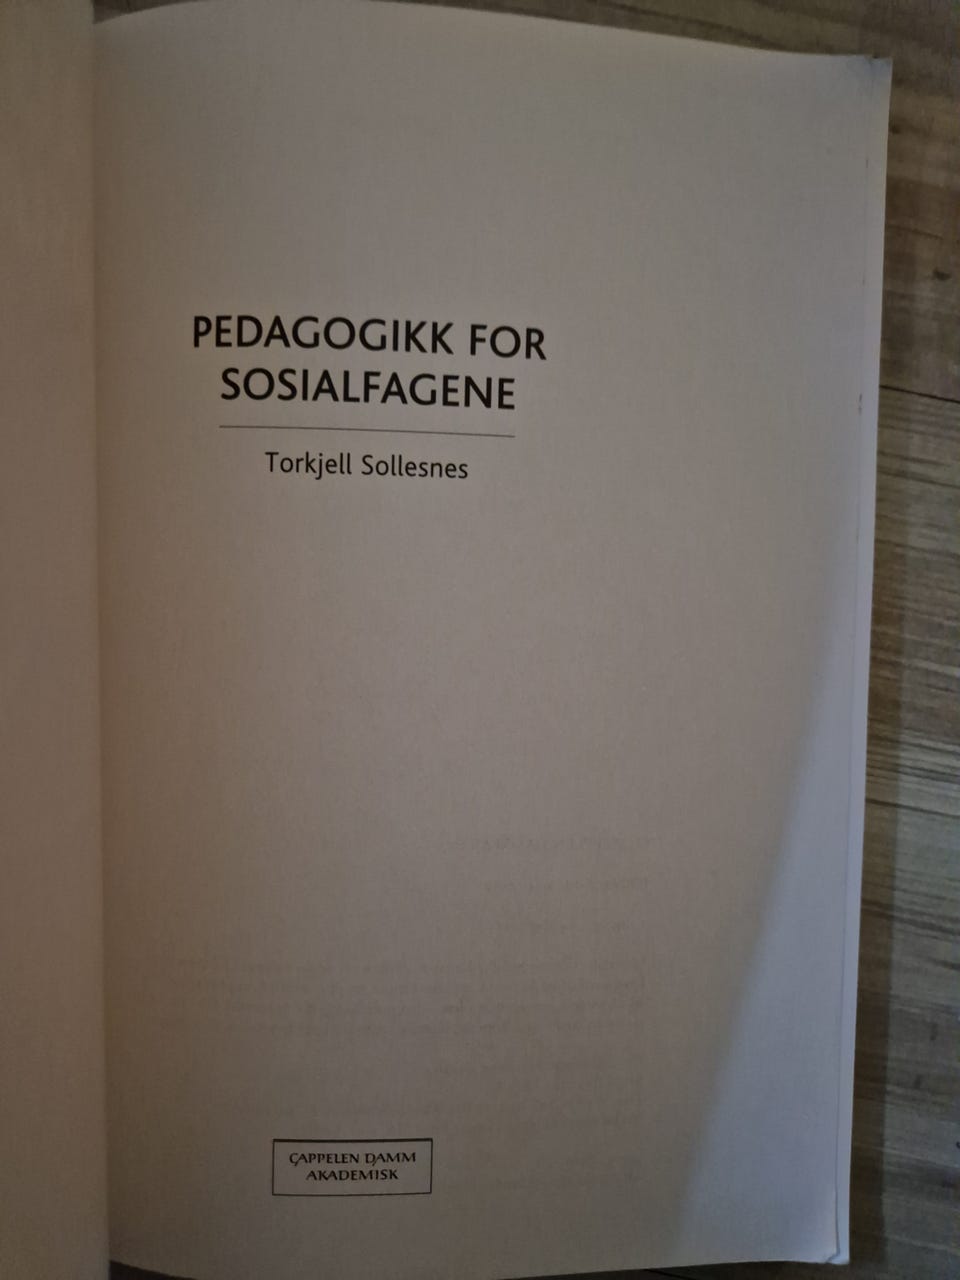 PEDAGOGIKK FOR
SOSIALFAGENE
Torkjell Sollesnes
CAPPELEN DAMM
AKADEMISK